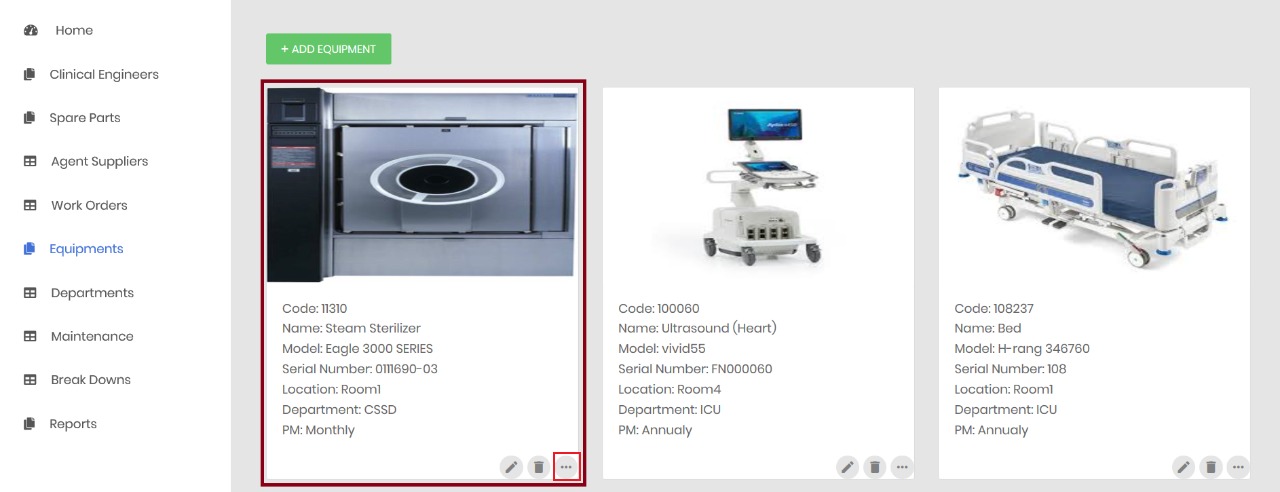 Home
Clinical Engineers
Spare Parts
Agent Suppliers
Work Orders
Equipments
Departments
Maintenance
Break Downs
Reports
+ ADD EQUIPMENT
Code: 11310
Name: Steam Sterilizer
Model: Eagle 3000 SERIES
Serial Number: 0111690-03
Location: Room1
Department: CSSD
PM: Monthly
Code: 100060
Name: Ultrasound (Heart)
Model: vivid55
Serial Number: FN000060
Location: Room4
Department: ICU
PM: Annualy
Code: 108237
Name: Bed
Model: H-rang 346760
Serial Number: 108
Location: Room1
Department: ICU
PM: Annualy